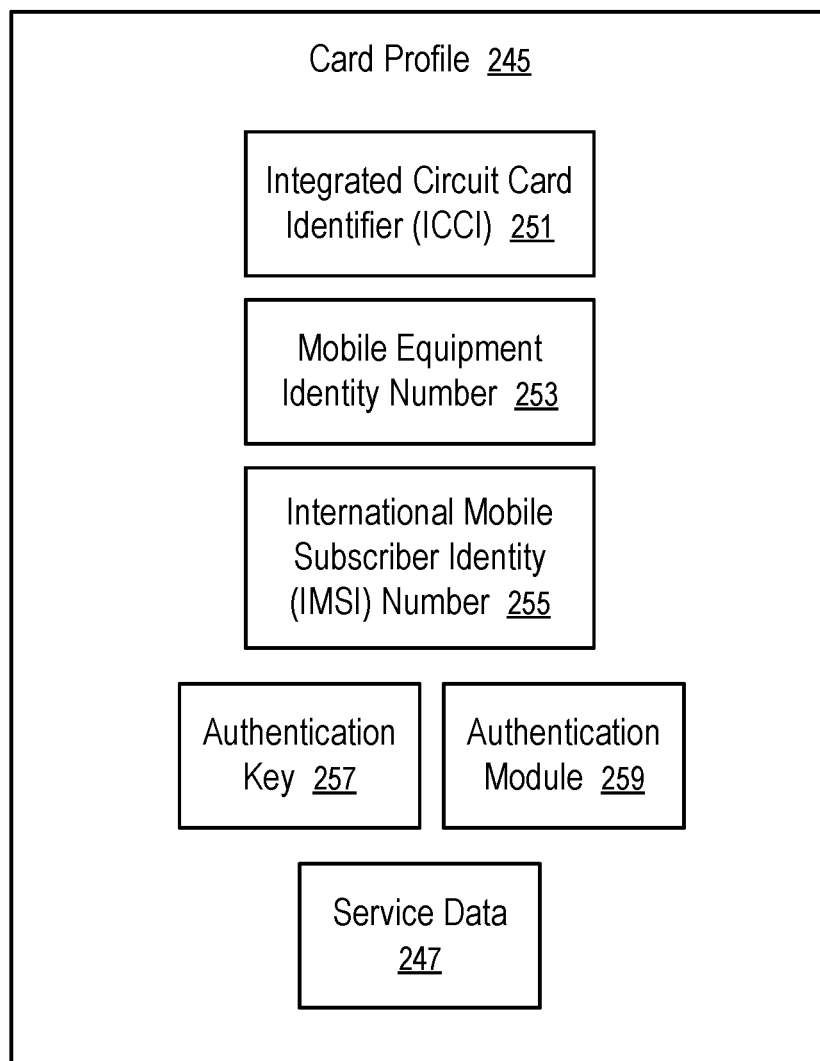 Card Profile 245
Integrated Circuit Card
Identifier (ICCI) 251
Mobile Equipment
Identity Number 253
International Mobile
Subscriber Identity
(IMSI) Number 255
Authentication
Key 257
Authentication
Module 259
Service Data
247